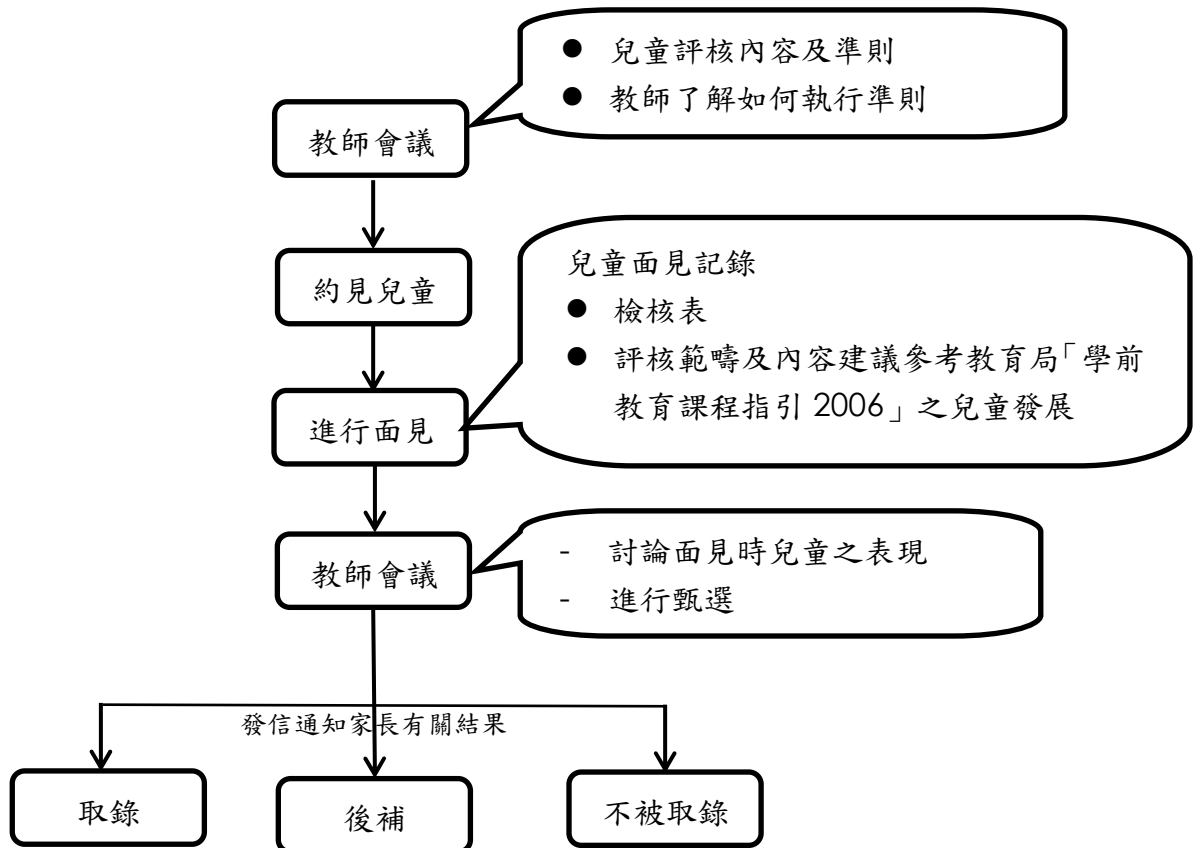 ● 兒童評核內容及準則
● 教師了解如何執行準則
教師會議
約見兒童
兒童面見記錄
● 檢核表
● 評核範疇及內容建議參考教育局「學前
教育課程指引 2006」之兒童發展
進行面見
教師會議
- 討論面見時兒童之表現
- 進行甄選
發信通知家長有關結果
取錄
後補
不被取錄